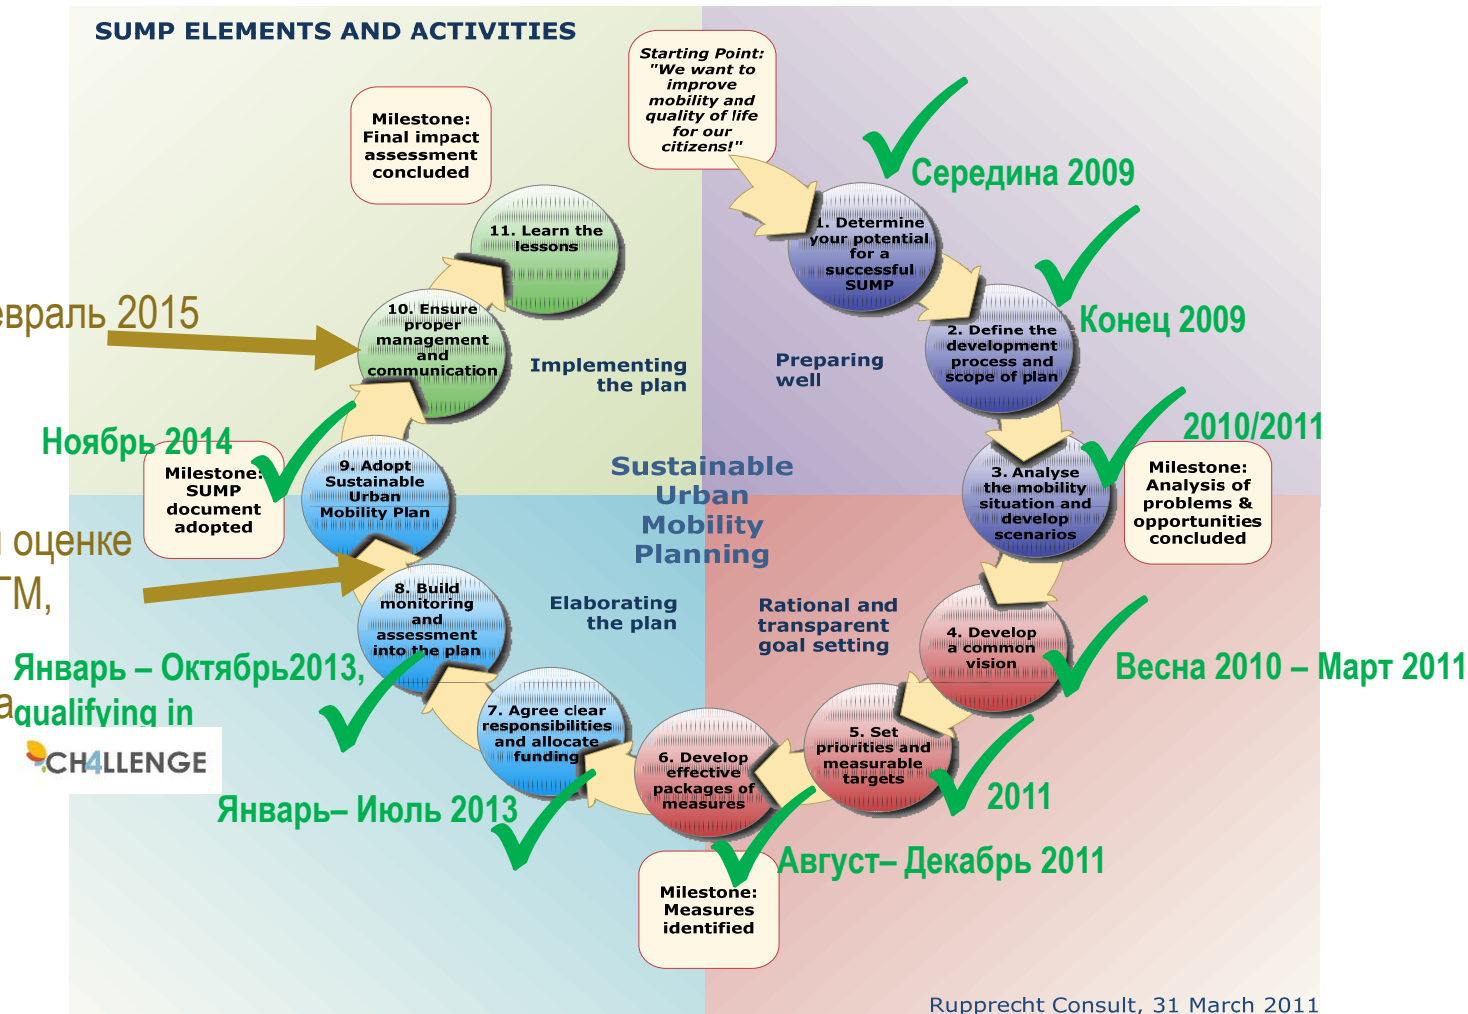 SUMP ELEMENTS AND ACTIVITIES
Starting Point:
"We want to
improve
mobility and
quality of life
for our
citizens!"
Milestone:
Final impact
assessment
concluded
Середина 2009
1. Determine
your potential
for a
successful
SUMP
11. Learn the
lessons
евраль 2015
10. Ensure
proper
management
and
communication
Конец 2009
2. Define the
development
process and
scope of plan
Implementing
the plan
Preparing
well
Ноябрь 2014
2010/2011
Milestone:
SUMP
document
adopted
9. Adopt
Sustainable
Urban
Mobility Plan
Sustainable
Urban
Mobility
Planning
3. Analyse
the mobility
situation and
develop
scenarios
Milestone:
Analysis of
problems &
opportunities
concluded
оценке
ГМ,
8. Build
monitoring
and
assessment
into the plan
Elaborating
the plan
Rational and
transparent
goal setting
4. Develop
a common
vision
Весна 2010 – Март 2011
Январь – Октябрь2013,
а
qualifying in
CH4LLENGE
7. Agree clear
responsibilities
and allocate
funding
6. Develop
effective
packages of
measures
5. Set
priorities and
measurable
targets
2011
Январь– Июль 2013
Август– Декабрь 2011
Milestone:
Measures
identified
Rupprecht Consult, 31 March 2011